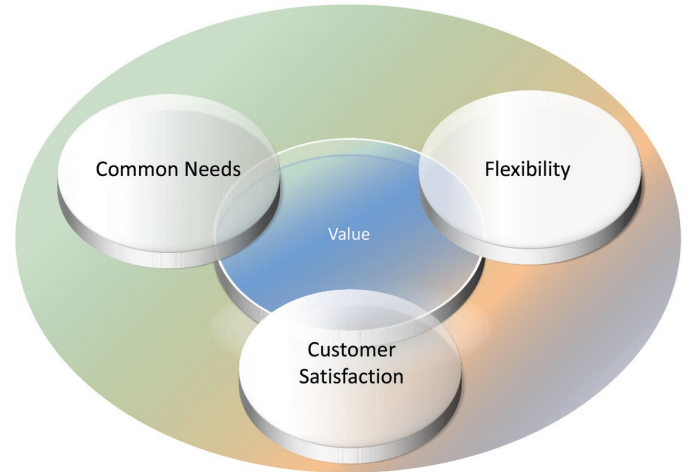 Common Needs
Flexibility
Value
Customer
Satisfaction